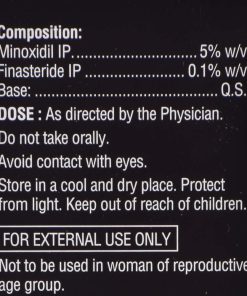 Composition:
Minoxidil IP. 5% w/v
Finasteride IP 0.1% w/v
Base: Q.S.
DOSE : As directed by the Physician.
Do not take orally.
Avoid contact with eyes.
Store in a cool and dry place. Protect
from light. Keep out of reach of children.
FOR EXTERNAL USE ONLY
Not to be used in woman of reproductive
age group.